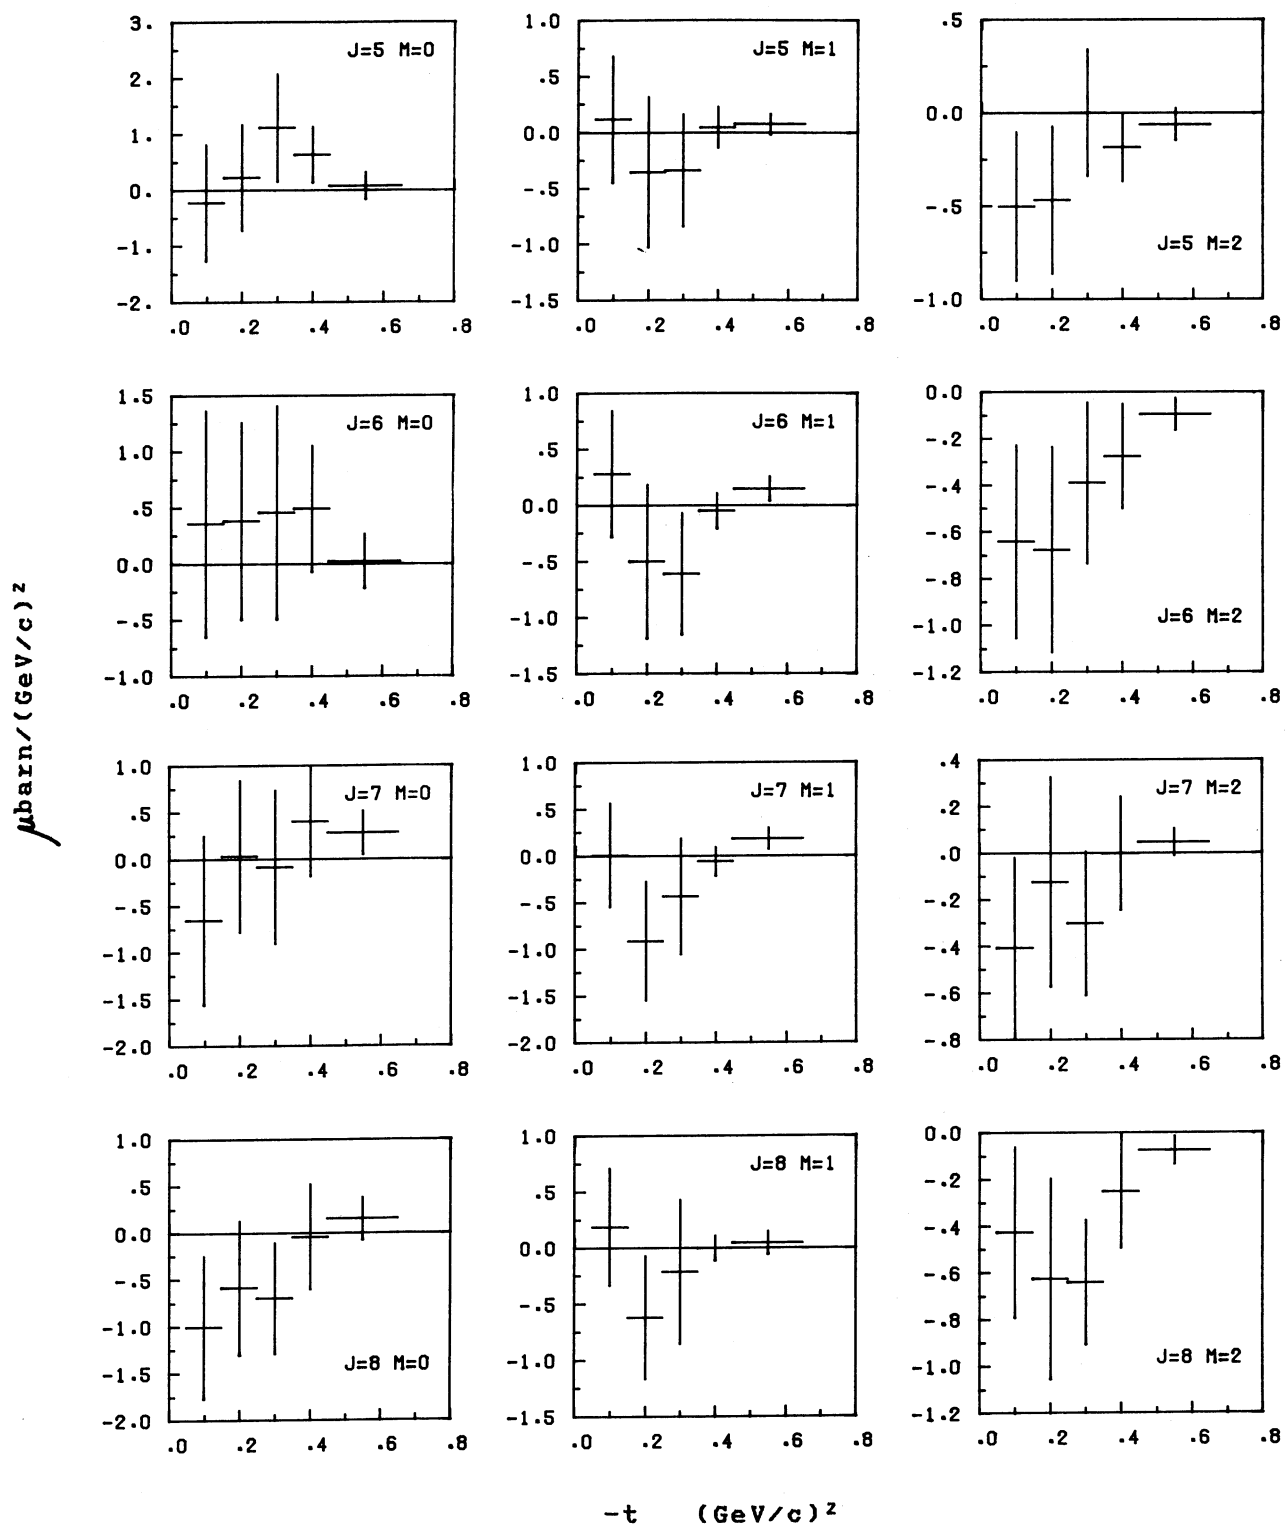 J=5 M=0
3.
2.
1.
0.
-1.
-2.
.0 .2 .4 .6 .8
J=5 M=1
1.0
.5
0.0
-.5
-1.0
-1.5
.0 .2 .4 .6 .8
J=5 M=2
.5
0.0
-.5
-1.0
.0 .2 .4 .6 .8
J=6 M=0
1.5
1.0
.5
0.0
-.5
-1.0
.0 .2 .4 .6 .8
J=6 M=1
1.0
.5
0.0
-.5
-1.0
-1.5
.0 .2 .4 .6 .8
J=6 M=2
0.0
-.2
-.4
-.6
-.8
-1.0
-1.2
.0 .2 .4 .6 .8
μbarn/(GeV/c)²
J=7 M=0
1.0
.5
0.0
-.5
-1.0
-1.5
-2.0
.0 .2 .4 .6 .8
J=7 M=1
1.0
.5
0.0
-.5
-1.0
-1.5
-2.0
.0 .2 .4 .6 .8
J=7 M=2
.4
.2
.0
-.2
-.4
-.6
-.8
.0 .2 .4 .6 .8
J=8 M=0
1.0
.5
0.0
-.5
-1.0
-1.5
-2.0
.0 .2 .4 .6 .8
J=8 M=1
1.0
.5
0.0
-.5
-1.0
-1.5
.0 .2 .4 .6 .8
J=8 M=2
0.0
-.2
-.4
-.6
-.8
-1.0
-1.2
.0 .2 .4 .6 .8
-t (GeV/c)²